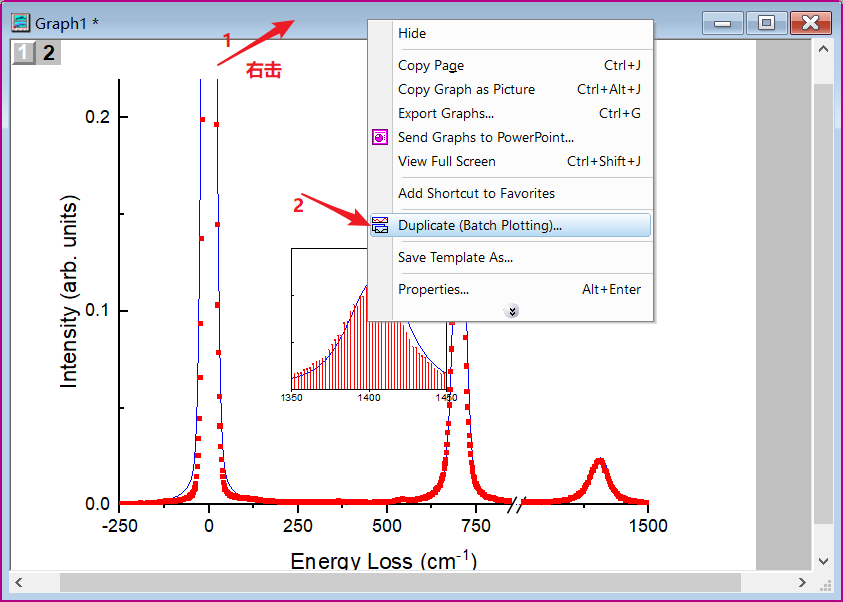 Graph1 *
1 2
1
右击
Hide
Copy Page Ctrl+J
Copy Graph as Picture Ctrl+Alt+J
Export Graphs... Ctrl+G
Send Graphs to PowerPoint...
View Full Screen Ctrl+Shift+J
Add Shortcut to Favorites
2
Duplicate (Batch Plotting)...
Save Template As...
Properties... Alt+Enter
Intensity (arb. units)
0.2
0.1
0.0
1350 1400 1450
-250 0 250 500 750 1500
Energy Loss (cm⁻¹)